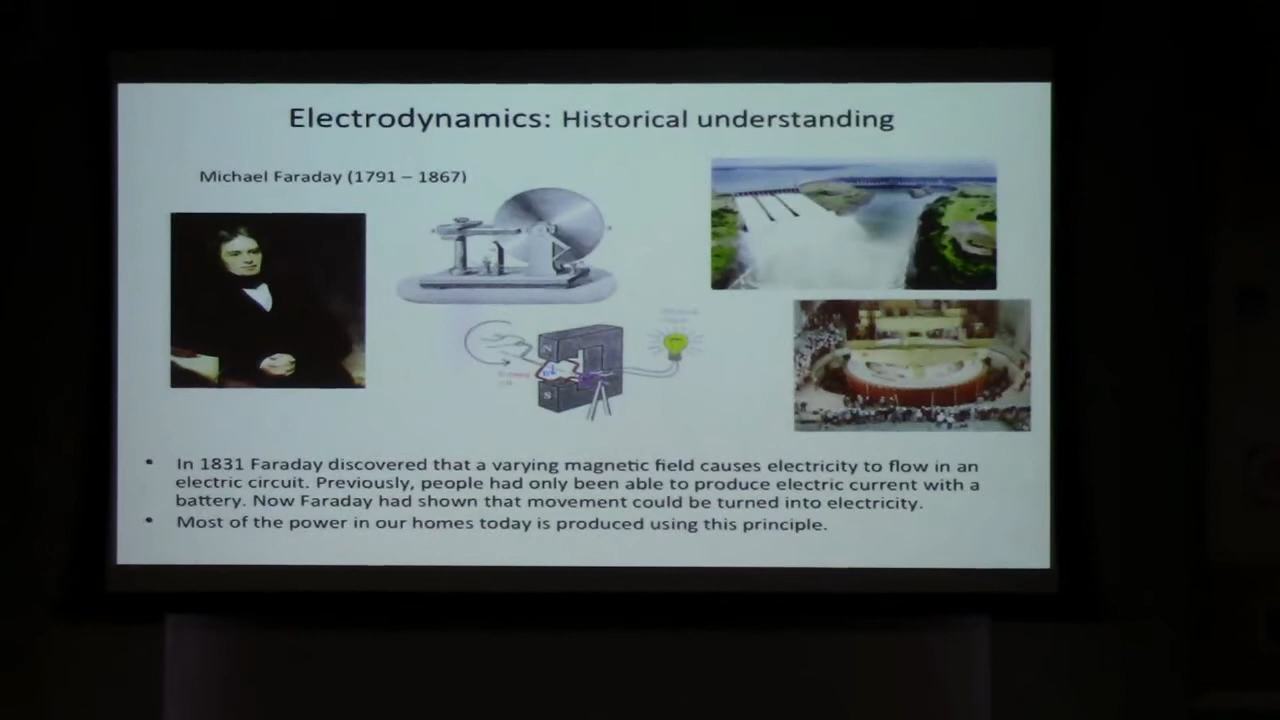 Electrodynamics: Historical understanding
Michael Faraday (1791 – 1867)
N
S
• In 1831 Faraday discovered that a varying magnetic field causes electricity to flow in an
electric circuit. Previously, people had only been able to produce electric current with a
battery. Now Faraday had shown that movement could be turned into electricity.
• Most of the power in our homes today is produced using this principle.